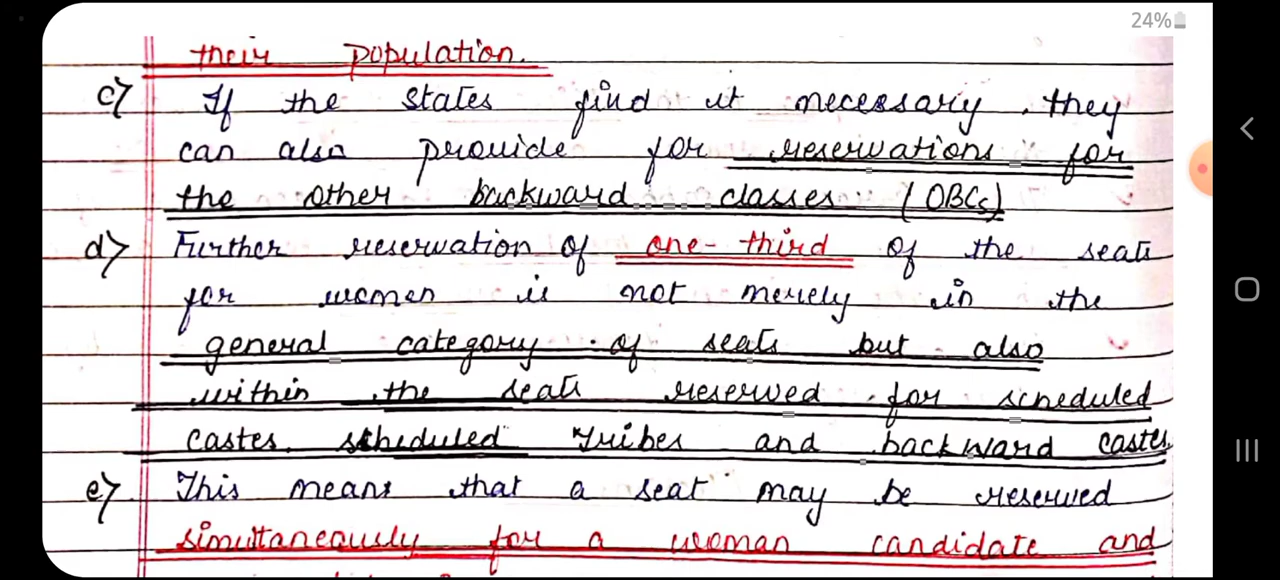 24%
their population.
c) If the states find it necessary, they
can also provide for reservations for
the other backward classes (OBCs)
d) Further reservation of one-third of the seats
for women is not merely in the
general category of seats but also
within the seats reserved for scheduled
castes, scheduled Tribes and backward castes.
e) This means that a seat may be reserved
simultaneously for a woman candidate and